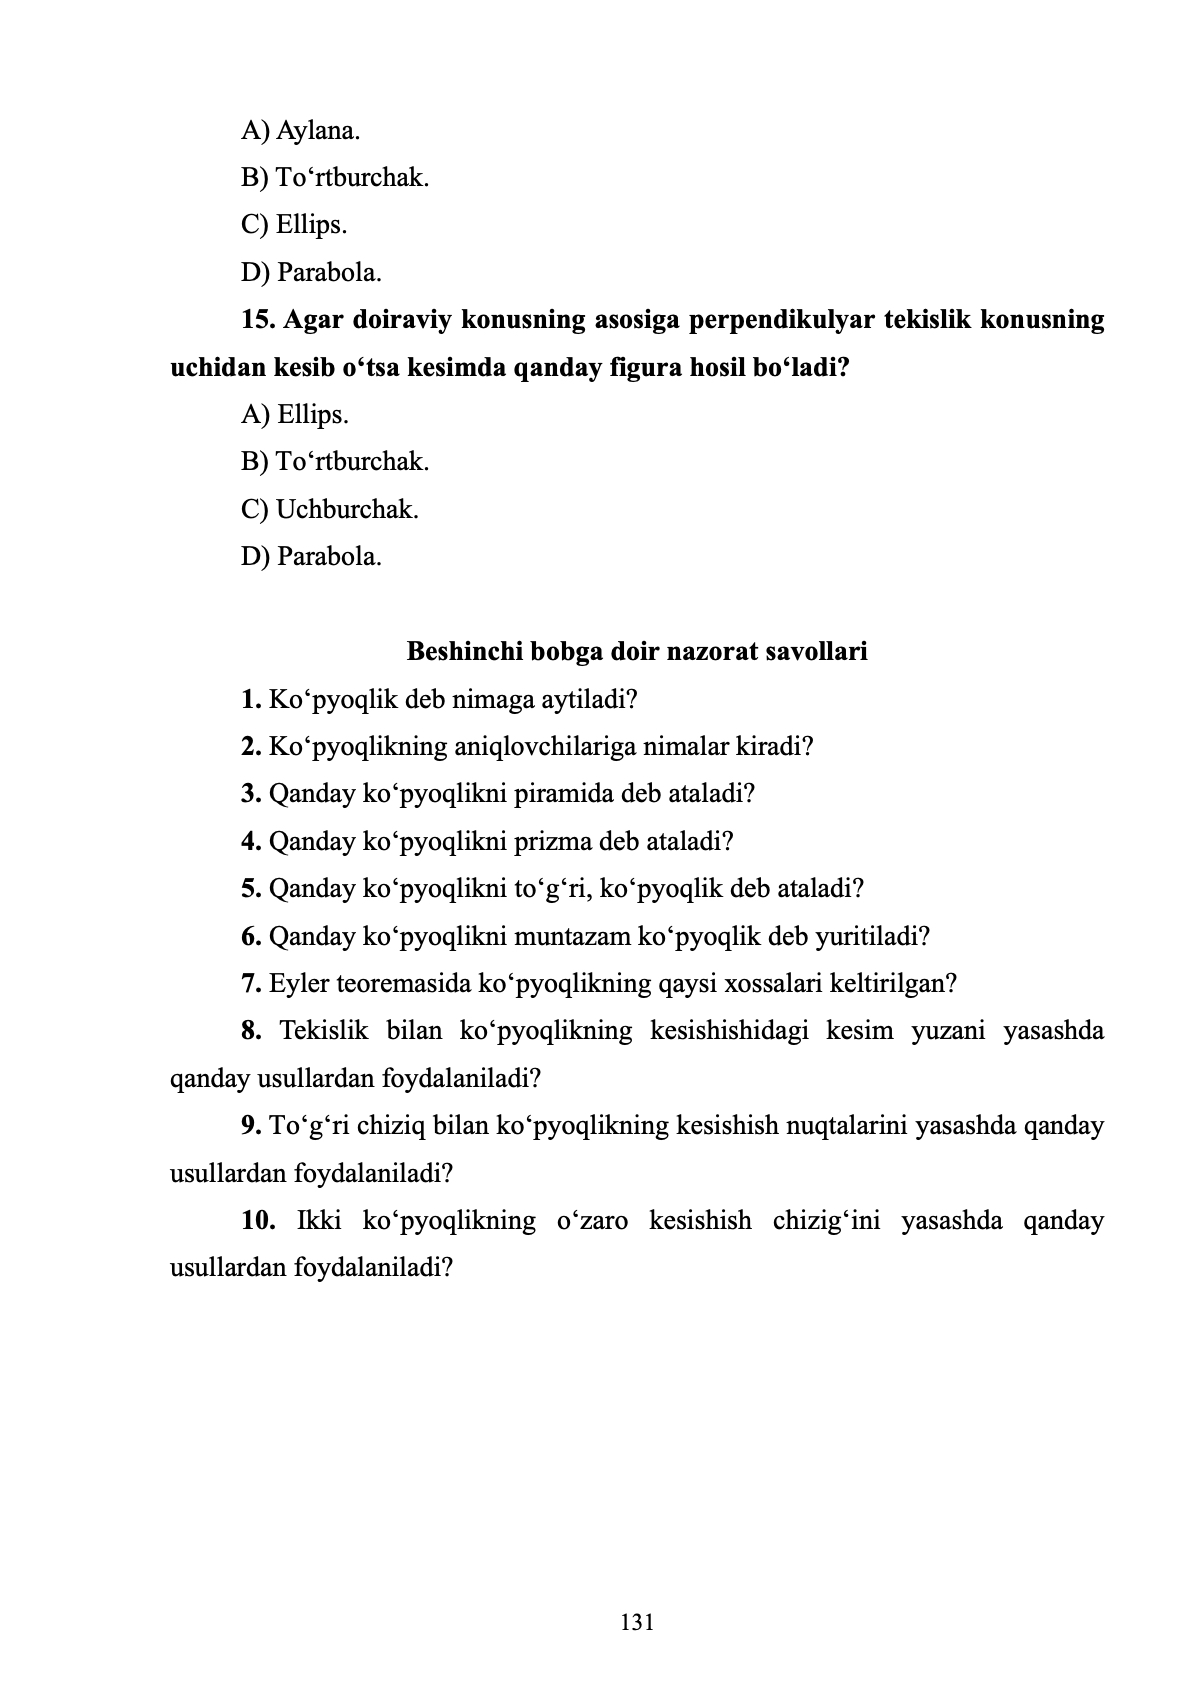 A) Aylana.
B) To‘rtburchak.
C) Ellips.
D) Parabola.
15. Agar doiraviy konusning asosiga perpendikulyar tekislik konusning
uchidan kesib o‘tsa kesimda qanday figura hosil bo‘ladi?
A) Ellips.
B) To‘rtburchak.
C) Uchburchak.
D) Parabola.
Beshinchi bobga doir nazorat savollari
1. Ko‘pyoqlik deb nimaga aytiladi?
2. Ko‘pyoqlikning aniqlovchilariga nimalar kiradi?
3. Qanday ko‘pyoqlikni piramida deb ataladi?
4. Qanday ko‘pyoqlikni prizma deb ataladi?
5. Qanday ko‘pyoqlikni to‘g‘ri, ko‘pyoqlik deb ataladi?
6. Qanday ko‘pyoqlikni muntazam ko‘pyoqlik deb yuritiladi?
7. Eyler teoremasida ko‘pyoqlikning qaysi xossalari keltirilgan?
8. Tekislik bilan ko‘pyoqlikning kesishishidagi kesim yuzani yasashda
qanday usullardan foydalaniladi?
9. To‘g‘ri chiziq bilan ko‘pyoqlikning kesishish nuqtalarini yasashda qanday
usullardan foydalaniladi?
10. Ikki ko‘pyoqlikning o‘zaro kesishish chizig‘ini yasashda qanday
usullardan foydalaniladi?
131